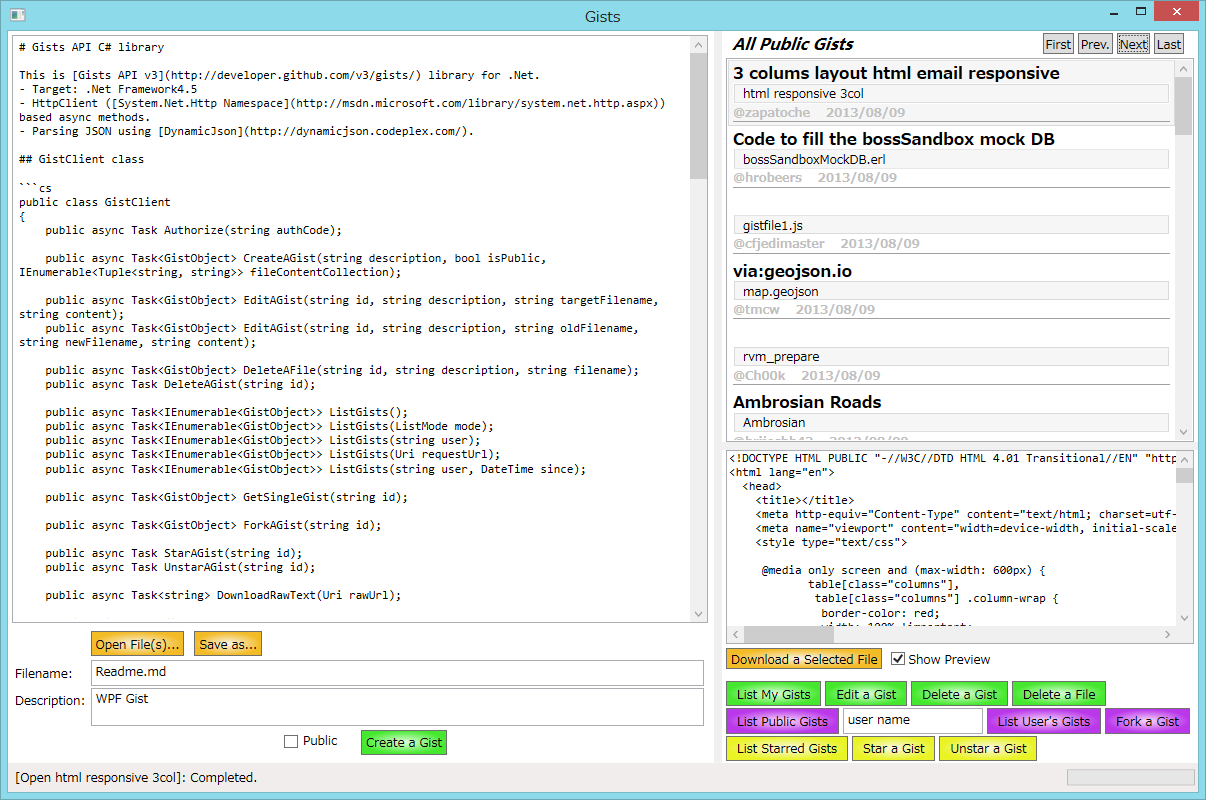 Gists
# Gists API C# library
This is [Gists API v3](http://developer.github.com/v3/gists/) library for .Net.
- Target: .Net Framework4.5
- HttpClient ([System.Net.Http Namespace](http://msdn.microsoft.com/library/system.net.http.aspx))
based async methods.
- Parsing JSON using [DynamicJson](http://dynamicjson.codeplex.com/).
## GistClient class
```cs
public class GistClient
{
    public async Task Authorize(string authCode);
    public async Task<GistObject> CreateAGist(string description, bool isPublic,
IEnumerable<Tuple<string, string>> fileContentCollection);
    public async Task<GistObject> EditAGist(string id, string description, string targetFilename,
string content);
    public async Task<GistObject> EditAGist(string id, string description, string oldFilename,
string newFilename, string content);
    public async Task<GistObject> DeleteAFile(string id, string description, string filename);
    public async Task DeleteAGist(string id);
    public async Task<IEnumerable<GistObject>> ListGists();
    public async Task<IEnumerable<GistObject>> ListGists(ListMode mode);
    public async Task<IEnumerable<GistObject>> ListGists(string user);
    public async Task<IEnumerable<GistObject>> ListGists(Uri requestUrl);
    public async Task<IEnumerable<GistObject>> ListGists(string user, DateTime since);
    public async Task<GistObject> GetSingleGist(string id);
    public async Task<GistObject> ForkAGist(string id);
    public async Task StarAGist(string id);
    public async Task UnstarAGist(string id);
    public async Task<string> DownloadRawText(Uri rawUrl);
Open File(s)... Save as...
Filename: Readme.md
Description: WPF Gist
Public Create a Gist
All Public Gists First Prev. Next Last
3 colums layout html email responsive
html responsive 3col
@zapatoche 2013/08/09
Code to fill the bossSandbox mock DB
bossSandboxMockDB.erl
@hrobeers 2013/08/09
gistfile1.js
@cfjedimaster 2013/08/09
via:geojson.io
map.geojson
@tmcw 2013/08/09
rvm_prepare
@Ch00k 2013/08/09
Ambrosian Roads
Ambrosian
<!DOCTYPE HTML PUBLIC "-//W3C//DTD HTML 4.01 Transitional//EN" "http
<html lang="en">
  <head>
    <title></title>
    <meta http-equiv="Content-Type" content="text/html; charset=utf-
    <meta name="viewport" content="width=device-width, initial-scale
    <style type="text/css">
     @media only screen and (max-width: 600px) {
            table[class="columns"],
             table[class="columns"] .column-wrap {
              border-color: red;
              width: 100% !important;
Download a Selected File Show Preview
List My Gists Edit a Gist Delete a Gist Delete a File
List Public Gists user name List User's Gists Fork a Gist
List Starred Gists Star a Gist Unstar a Gist
[Open html responsive 3col]: Completed.